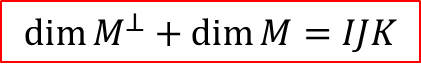 dim M⊥ + dim M = IJK